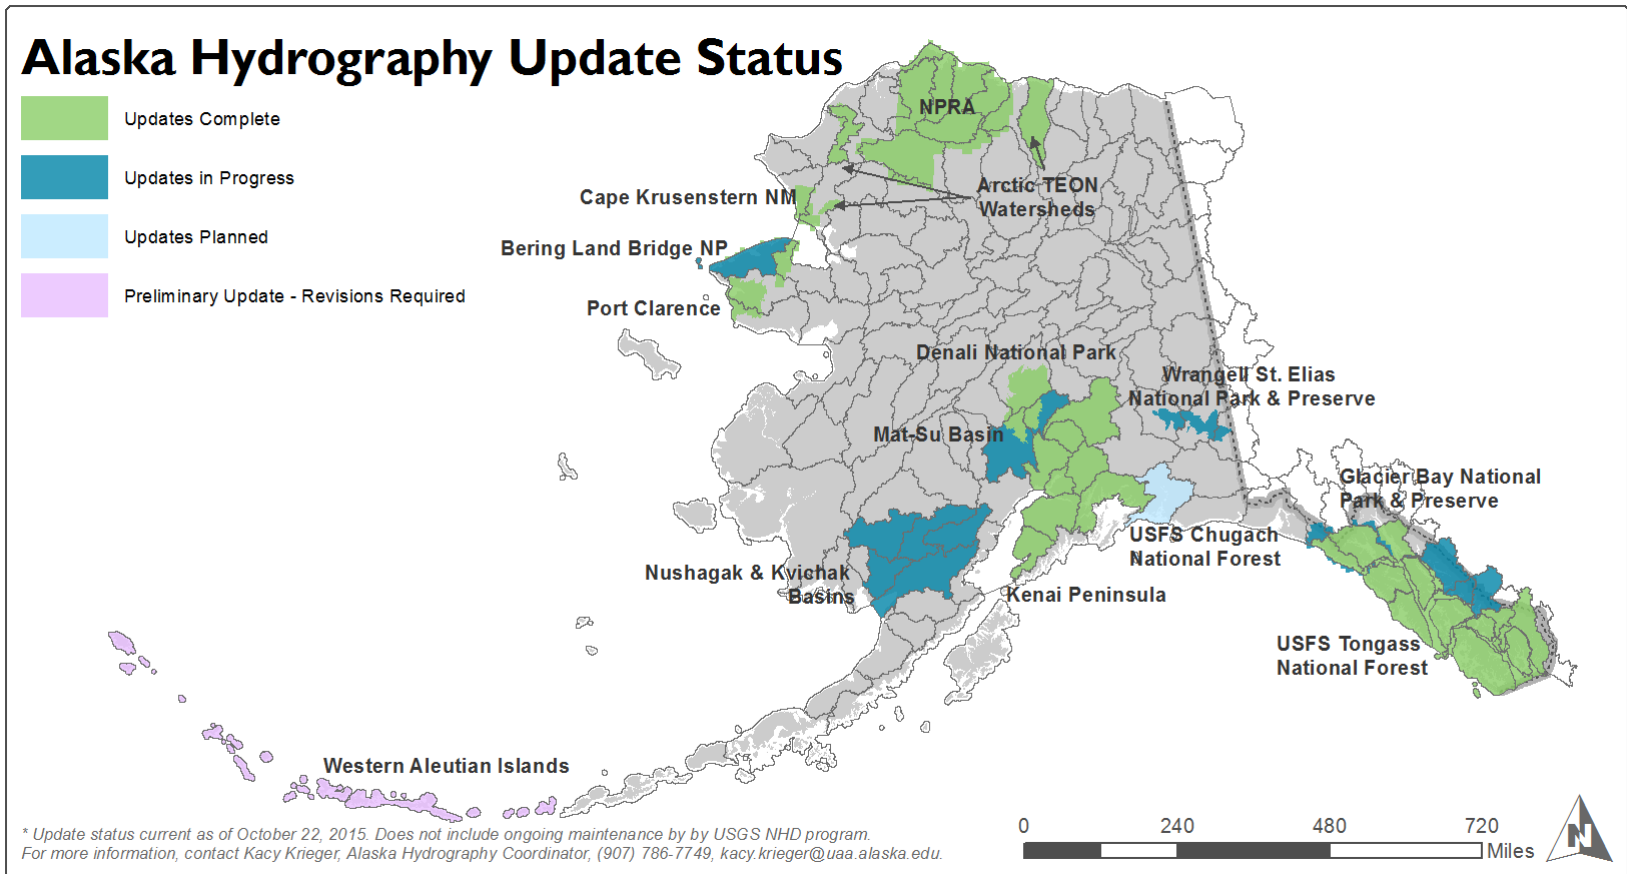 Alaska Hydrography Update Status
Updates Complete
Updates in Progress
Updates Planned
Preliminary Update - Revisions Required
NPRA
Arctic TEON
Watersheds
Cape Krusenstern NM
Bering Land Bridge NP
Port Clarence
Denali National Park
Wrangell St. Elias
National Park & Preserve
Mat-Su Basin
Glacier Bay National
Park & Preserve
USFS Chugach
National Forest
Nushagak & Kvichak
Basins
Kenai Peninsula
USFS Tongass
National Forest
Western Aleutian Islands
* Update status current as of October 22, 2015. Does not include ongoing maintenance by by USGS NHD program.
For more information, contact Kacy Krieger, Alaska Hydrography Coordinator, (907) 786-7749, kacy.krieger@uaa.alaska.edu.
0 240 480 720
Miles
N